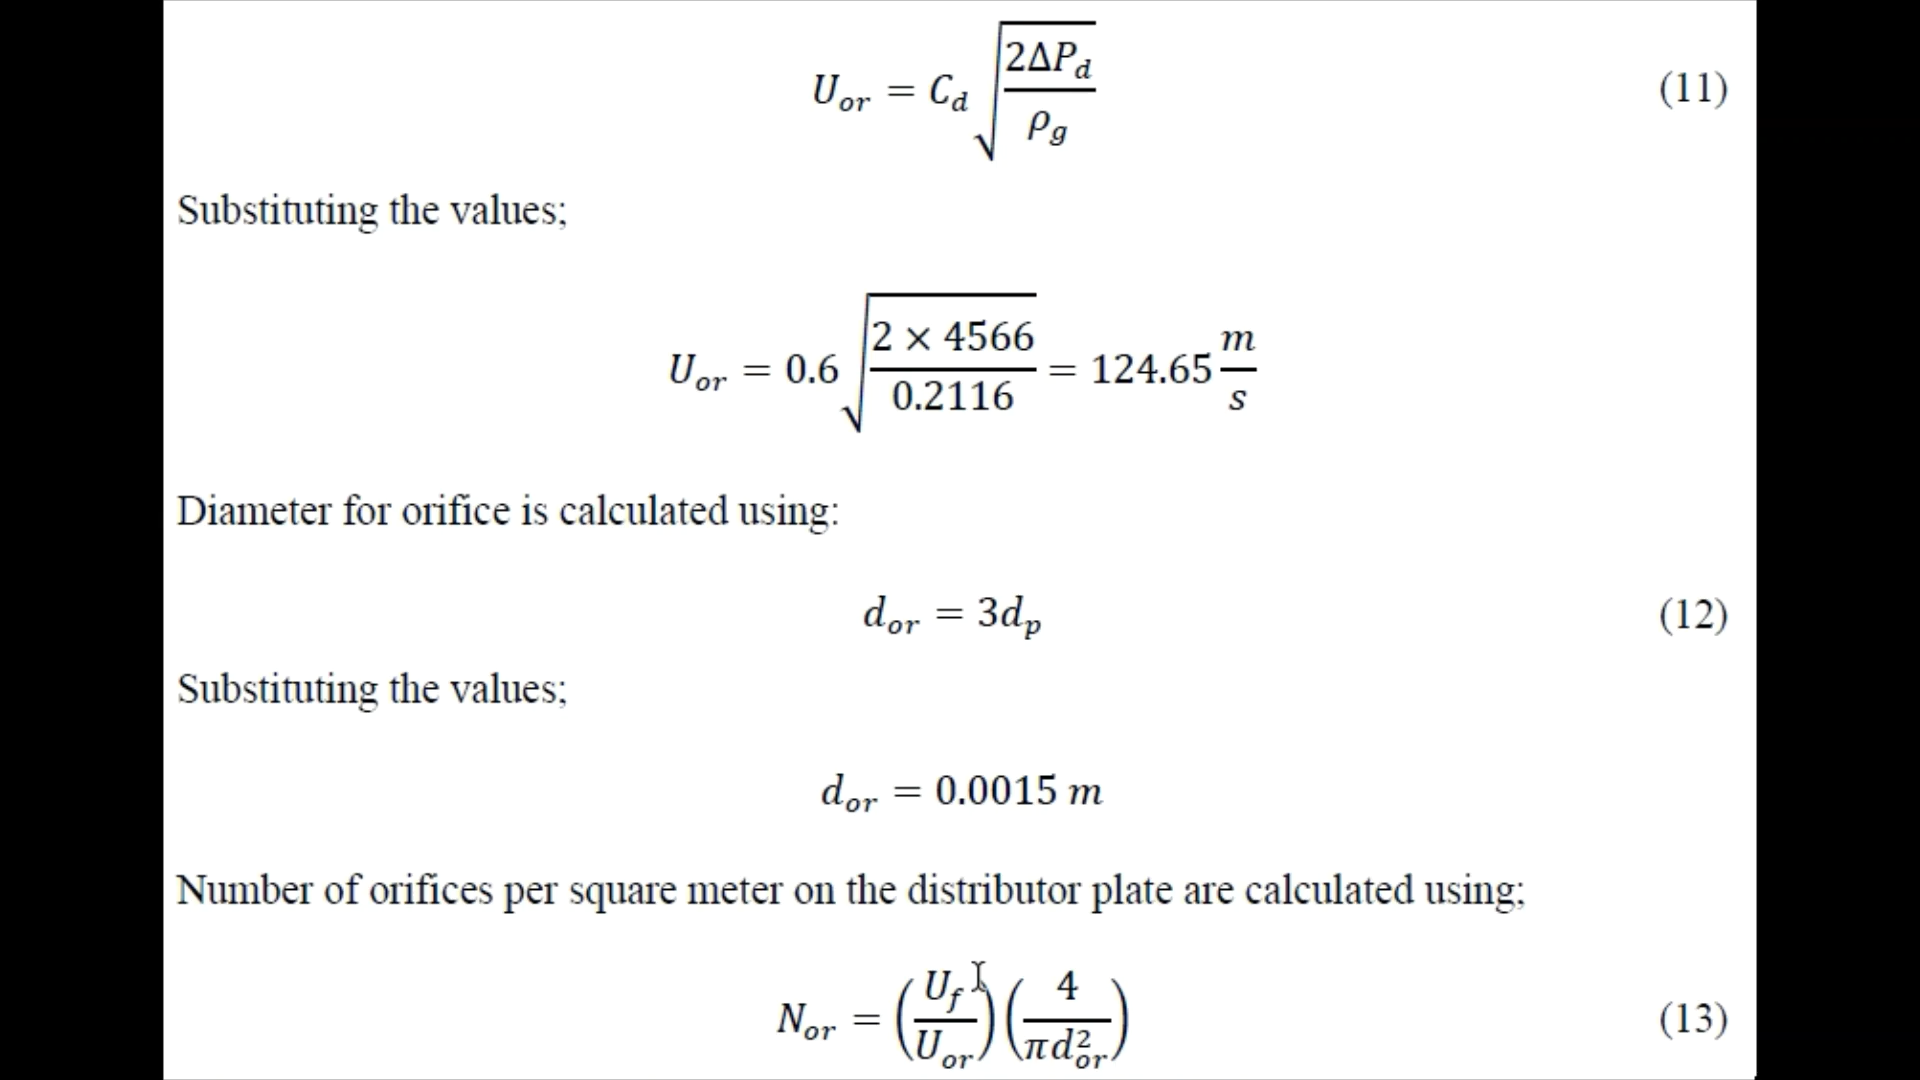 U_or = C_d √(2ΔP_d / ρ_g) (11)
Substituting the values;
U_or = 0.6 √(2 × 4566 / 0.2116) = 124.65 m/s
Diameter for orifice is calculated using:
d_or = 3d_p (12)
Substituting the values;
d_or = 0.0015 m
Number of orifices per square meter on the distributor plate are calculated using;
N_or = (U_f / U_or) (4 / πd_or²) (13)